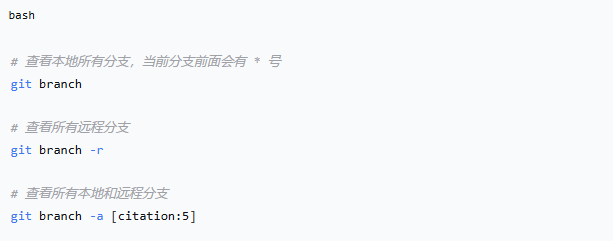 bash
# 查看本地所有分支，当前分支前面会有 * 号
git branch
# 查看所有远程分支
git branch -r
# 查看所有本地和远程分支
git branch -a [citation:5]